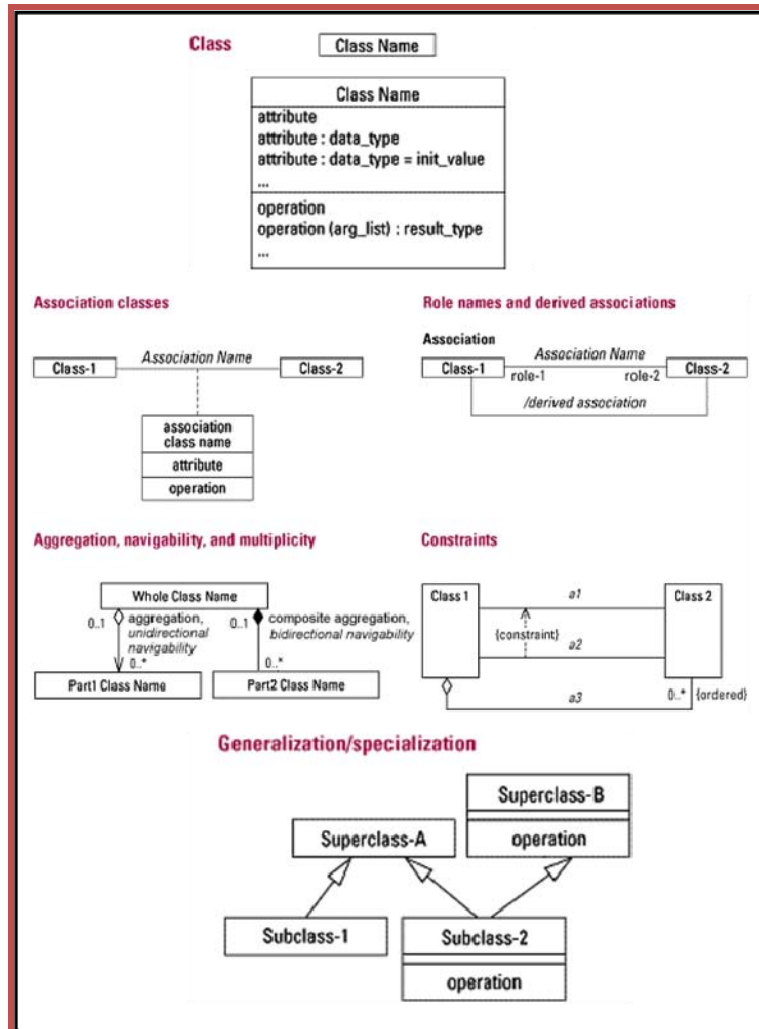 Class
Class Name
Class Name
attribute
attribute : data_type
attribute : data_type = init_value
...
operation
operation (arg_list) : result_type
...
Association classes
Class-1
Association Name
Class-2
association
class name
attribute
operation
Role names and derived associations
Association
Class-1
Association Name
Class-2
role-1
role-2
/derived association
Aggregation, navigability, and multiplicity
Whole Class Name
0..1
aggregation,
unidirectional
navigability
0..*
0..1
composite aggregation,
bidirectional navigability
0..*
Part1 Class Name
Part2 Class Name
Constraints
Class 1
a1
Class 2
{constraint}
a2
a3
0..*
{ordered}
Generalization/specialization
Superclass-B
operation
Superclass-A
Subclass-1
Subclass-2
operation